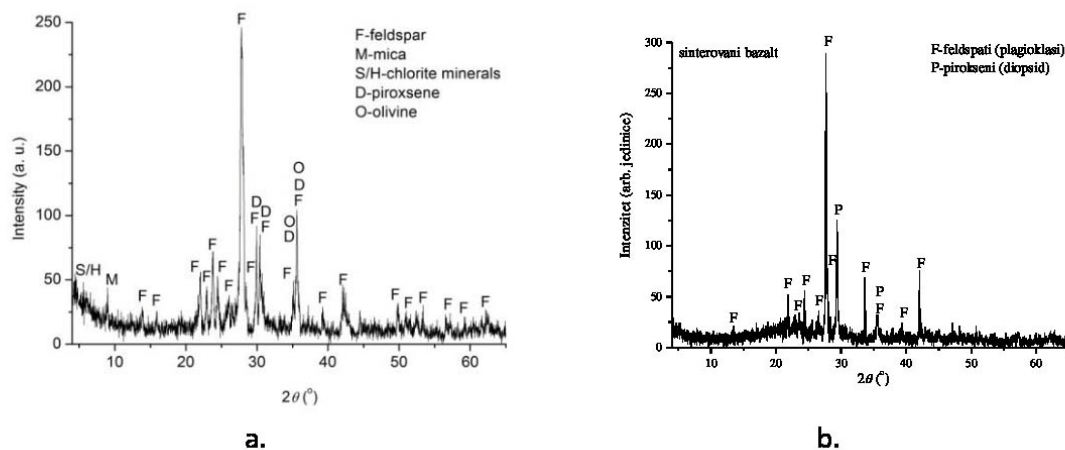 F-feldspar
M-mica
S/H-chlorite minerals
D-piroxsene
O-olivine
Intensity (a. u.)
250
200
150
100
50
0
S/H
M
F
F
F
F
F
F
F
F
F
D
F
D
F
F
O
D
O
D
F
F
F
F
F
F
F
F
F
10
20
30
40
50
60
2θ (°)
a.
sinterovani bazalt
F-feldspati (plagioklasi)
P-pirokseni (diopsid)
Intenzitet (arb. jedinice)
300
250
200
150
100
50
0
F
F
F
F
F
F
F
P
F
P
F
F
F
10
20
30
40
50
60
2θ (°)
b.